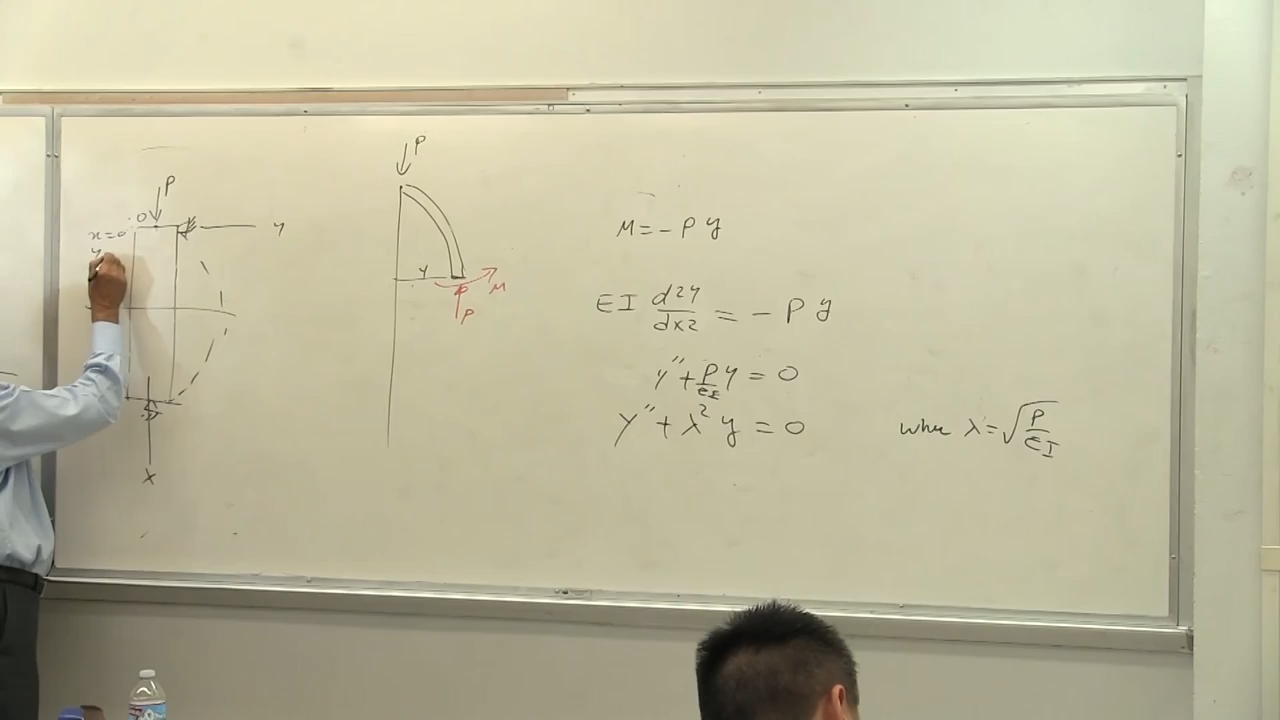 P
O
y
x=0
y
X
P
y
M
P
M = - P y
EI d2y/dx2 = - P y
y" + P/EI y = 0
y" + λ² y = 0
where λ = √P/EI